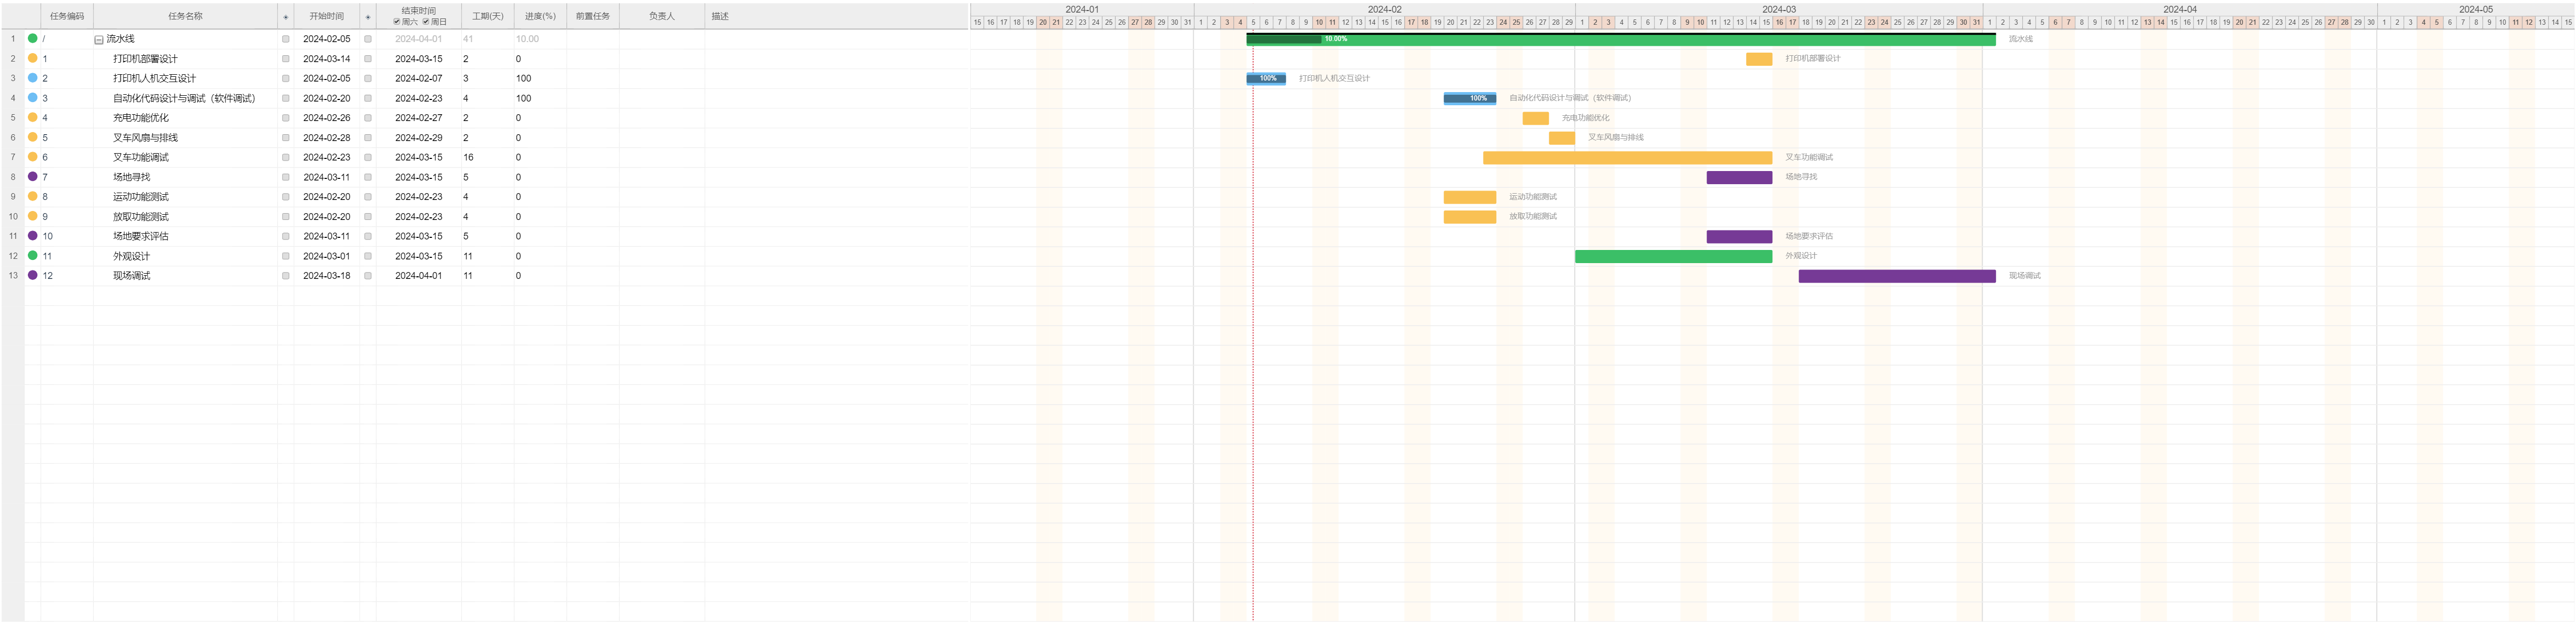 任务编码 任务名称 开始时间 结束时间 工期(天) 进度(%) 前置任务 负责人 描述
周六 周日
2024-01 2024-02 2024-03 2024-04 2024-05
15 16 17 18 19 20 21 22 23 24 25 26 27 28 29 30 31 1 2 3 4 5 6 7 8 9 10 11 12 13 14 15 16 17 18 19 20 21 22 23 24 25 26 27 28 29 1 2 3 4 5 6 7 8 9 10 11 12 13 14 15 16 17 18 19 20 21 22 23 24 25 26 27 28 29 30 31 1 2 3 4 5 6 7 8 9 10 11 12 13 14 15 16 17 18 19 20 21 22 23 24 25 26 27 28 29 30 1 2 3 4 5 6 7 8 9 10 11 12 13 14 15
1 / 流水线 2024-02-05 2024-04-01 41 10.00 10.00% 流水线
2 1 打印机部署设计 2024-03-14 2024-03-15 2 0 打印机部署设计
3 2 打印机人机交互设计 2024-02-05 2024-02-07 3 100 100% 打印机人机交互设计
4 3 自动化代码设计与调试（软件调试） 2024-02-20 2024-02-23 4 100 100% 自动化代码设计与调试（软件调试）
5 4 充电功能优化 2024-02-26 2024-02-27 2 0 充电功能优化
6 5 叉车风扇与排线 2024-02-28 2024-02-29 2 0 叉车风扇与排线
7 6 叉车功能调试 2024-02-23 2024-03-15 16 0 叉车功能调试
8 7 场地寻找 2024-03-11 2024-03-15 5 0 场地寻找
9 8 运动功能测试 2024-02-20 2024-02-23 4 0 运动功能测试
10 9 放取功能测试 2024-02-20 2024-02-23 4 0 放取功能测试
11 10 场地要求评估 2024-03-11 2024-03-15 5 0 场地要求评估
12 11 外观设计 2024-03-01 2024-03-15 11 0 外观设计
13 12 现场调试 2024-03-18 2024-04-01 11 0 现场调试